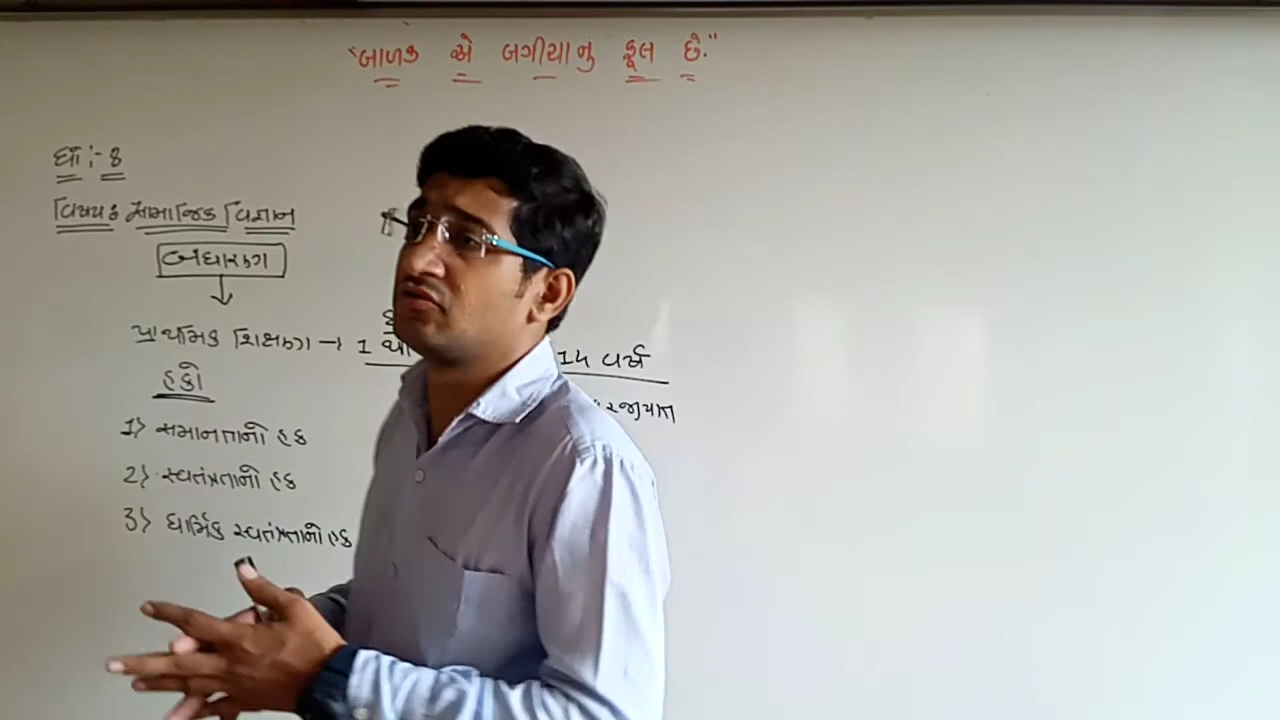 "બાળક એ બગીચાનું ફૂલ છે."
ધો :- 8
વિષય : સામાજિક વિજ્ઞાન
બંધારણ
પ્રાથમિક શિક્ષણ → 1 થી 14 વર્ષ
હકો
1) સમાનતાનો હક
2) સ્વતંત્રતાનો હક
3) ધાર્મિક સ્વતંત્રતાનો હક